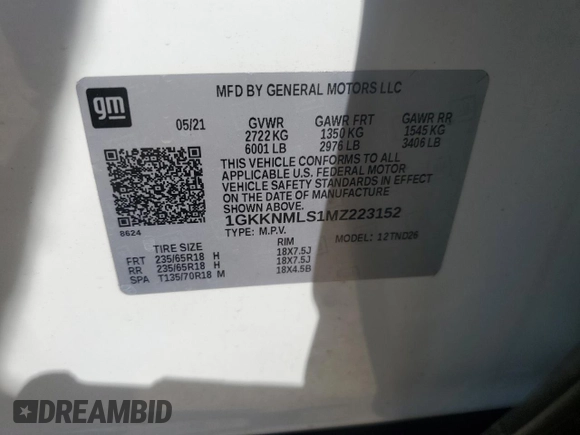 gm
MFD BY GENERAL MOTORS LLC
05/21 GVWR GAWR FRT GAWR RR
2722 KG 1350 KG 1545 KG
6001 LB 2976 LB 3406 LB
THIS VEHICLE CONFORMS TO ALL
APPLICABLE U.S. FEDERAL MOTOR
VEHICLE SAFETY STANDARDS IN EFFECT
ON THE DATE OF MANUFACTURE
SHOWN ABOVE.
1GKKNMLS1MZ223152
8624
TYPE: M.P.V. MODEL: 12TND26
TIRE SIZE RIM
FRT 235/65R18 H 18X7.5J
RR 235/65R18 H 18X7.5J
SPA T135/70R18 M 18X4.5B
DREAMBID